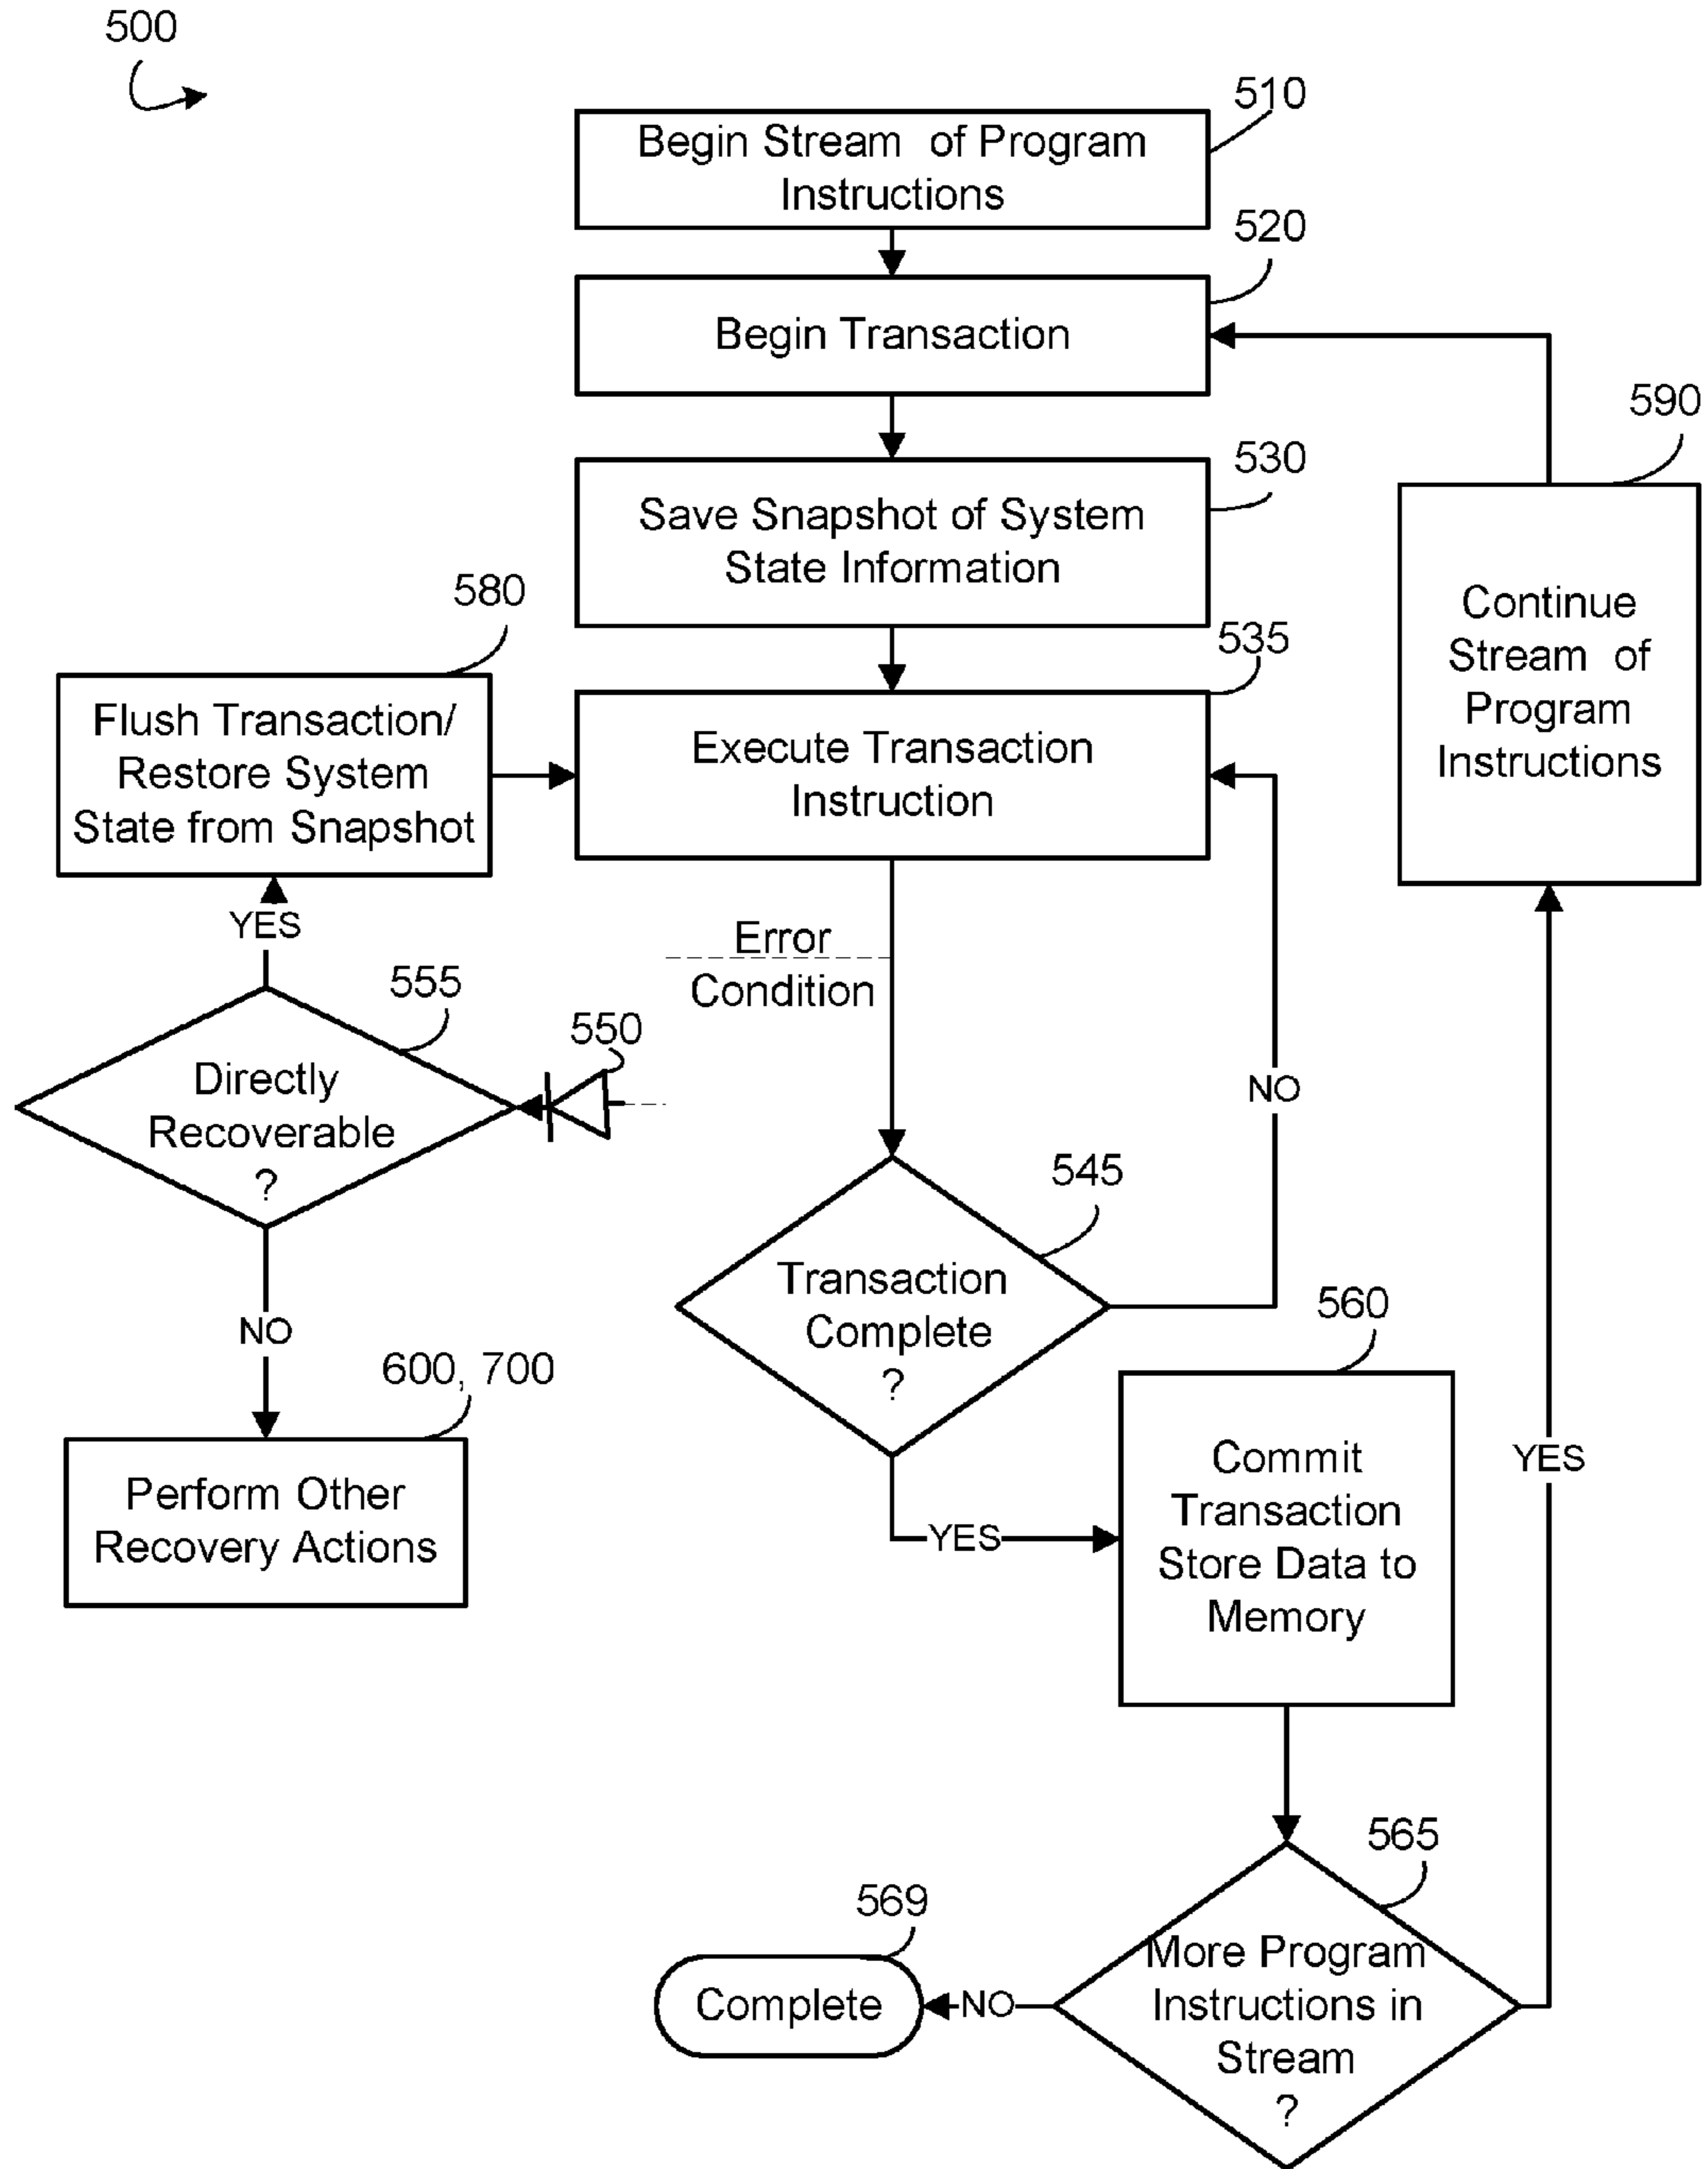 500
510
Begin Stream of Program
Instructions
520
Begin Transaction
590
530
Save Snapshot of System
State Information
580
535
Continue
Stream of
Program
Instructions
Flush Transaction/
Restore System
State from Snapshot
Execute Transaction
Instruction
YES
Error
Condition
555
550
Directly
Recoverable
?
NO
545
Transaction
Complete
?
560
NO
600, 700
Perform Other
Recovery Actions
YES
Commit
Transaction
Store Data to
Memory
YES
565
569
Complete
NO
More Program
Instructions in
Stream
?